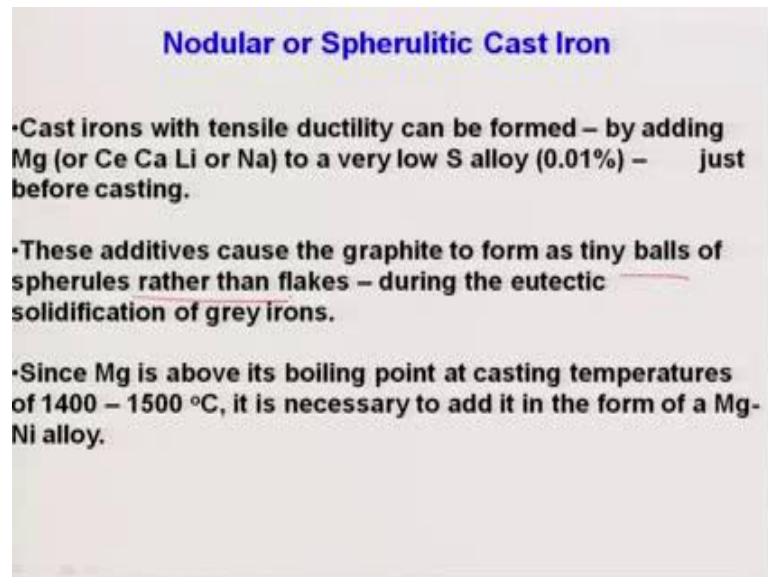 Nodular or Spherulitic Cast Iron
•Cast irons with tensile ductility can be formed – by adding
Mg (or Ce Ca Li or Na) to a very low S alloy (0.01%) – just
before casting.
•These additives cause the graphite to form as tiny balls of
spherules rather than flakes – during the eutectic
solidification of grey irons.
•Since Mg is above its boiling point at casting temperatures
of 1400 – 1500 ºC, it is necessary to add it in the form of a Mg-
Ni alloy.